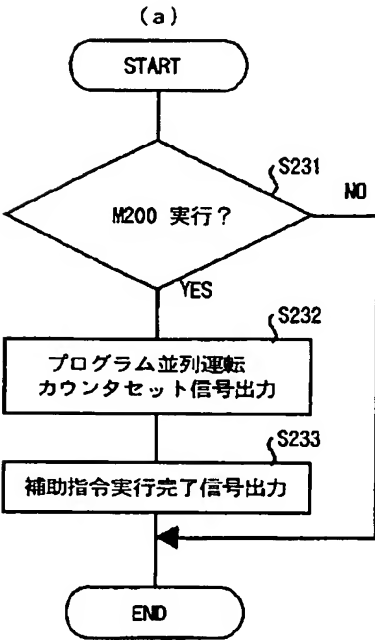 (a)
START
S231
M200 実行？
NO
YES
S232
プログラム並列運転
カウンタセット信号出力
S233
補助指令実行完了信号出力
END